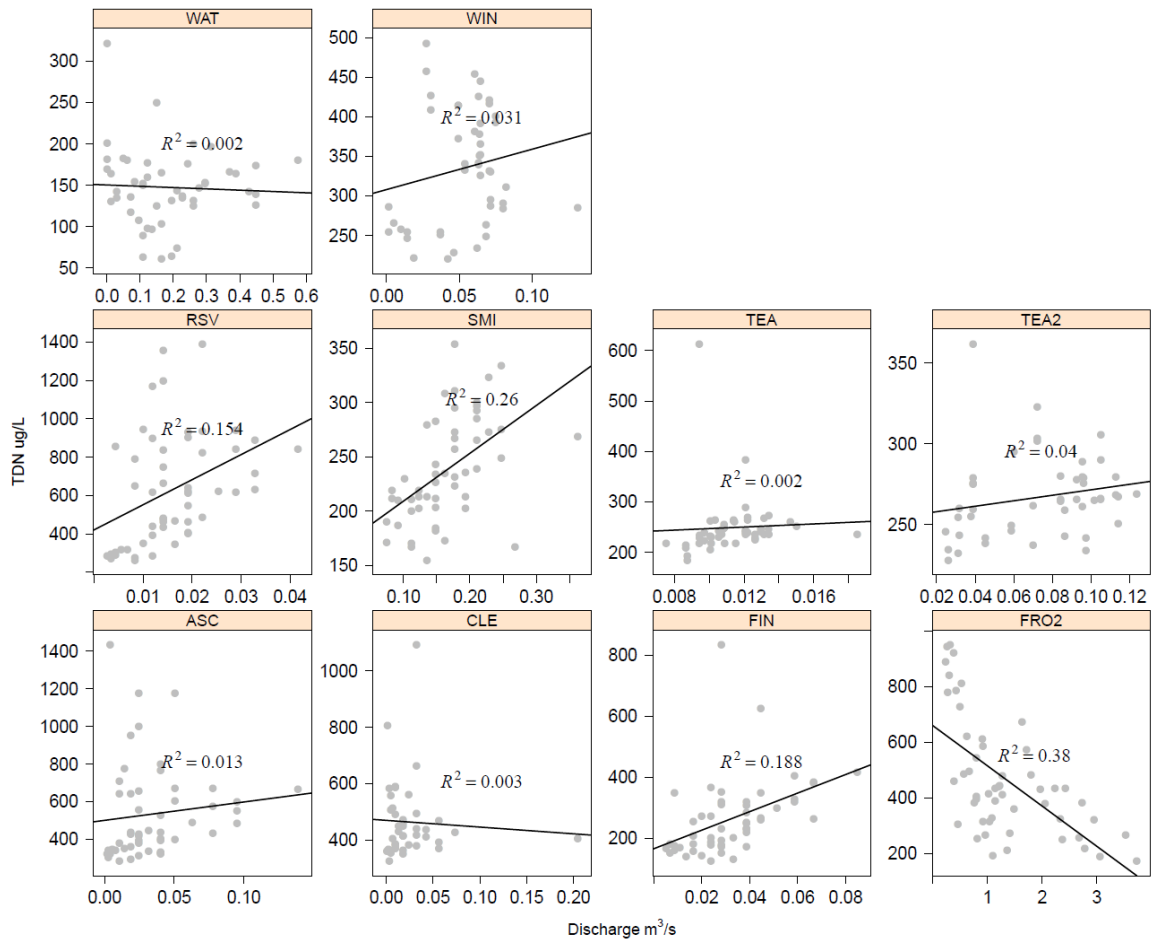 WAT WIN
300
250
200
150
100
50
R² = 0.002
0.0 0.1 0.2 0.3 0.4 0.5 0.6
500
450
400
350
300
250
R² = 0.031
0.00 0.05 0.10
RSV SMI TEA TEA2
1400
1200
1000
800
600
400
R² = 0.154
0.01 0.02 0.03 0.04
350
300
250
200
150
R² = 0.26
0.10 0.20 0.30
600
500
400
300
200
R² = 0.002
0.008 0.012 0.016
350
300
250
R² = 0.04
0.02 0.04 0.06 0.08 0.10 0.12
TDN ug/L
ASC CLE FIN FRO2
1400
1200
1000
800
600
400
R² = 0.013
0.00 0.05 0.10
1000
800
600
400
R² = 0.003
0.00 0.05 0.10 0.15 0.20
800
600
400
200
R² = 0.188
0.02 0.04 0.06 0.08
800
600
400
200
R² = 0.38
1 2 3
Discharge m³/s